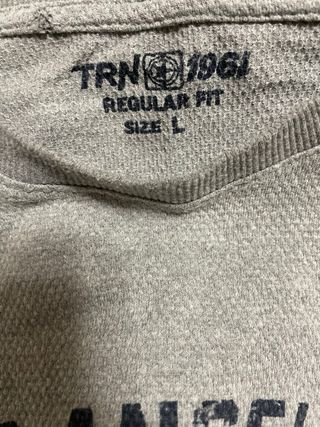 TRN 1961
REGULAR FIT
SIZE L